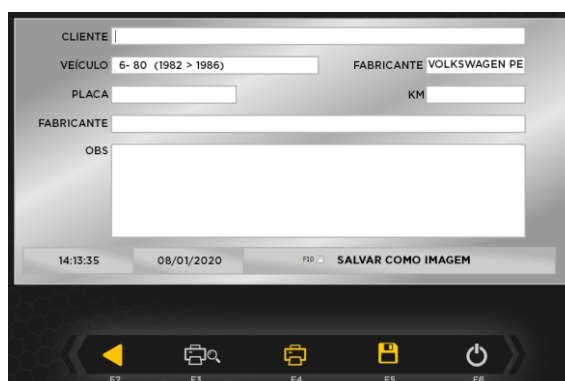 CLIENTE
VEÍCULO 6- 80 (1982 > 1986) FABRICANTE VOLKSWAGEN PE
PLACA KM
FABRICANTE
OBS
14:13:35 08/01/2020 F10 SALVAR COMO IMAGEM
F2 F3 F4 F5 F6